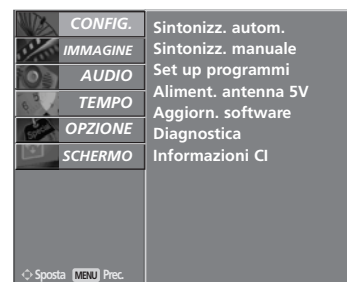 CONFIG.
IMMAGINE
AUDIO
TEMPO
OPZIONE
SCHERMO
Sintonizz. autom.
Sintonizz. manuale
Set up programmi
Aliment. antenna 5V
Aggiorn. software
Diagnostica
Informazioni CI
Sposta MENU Prec.